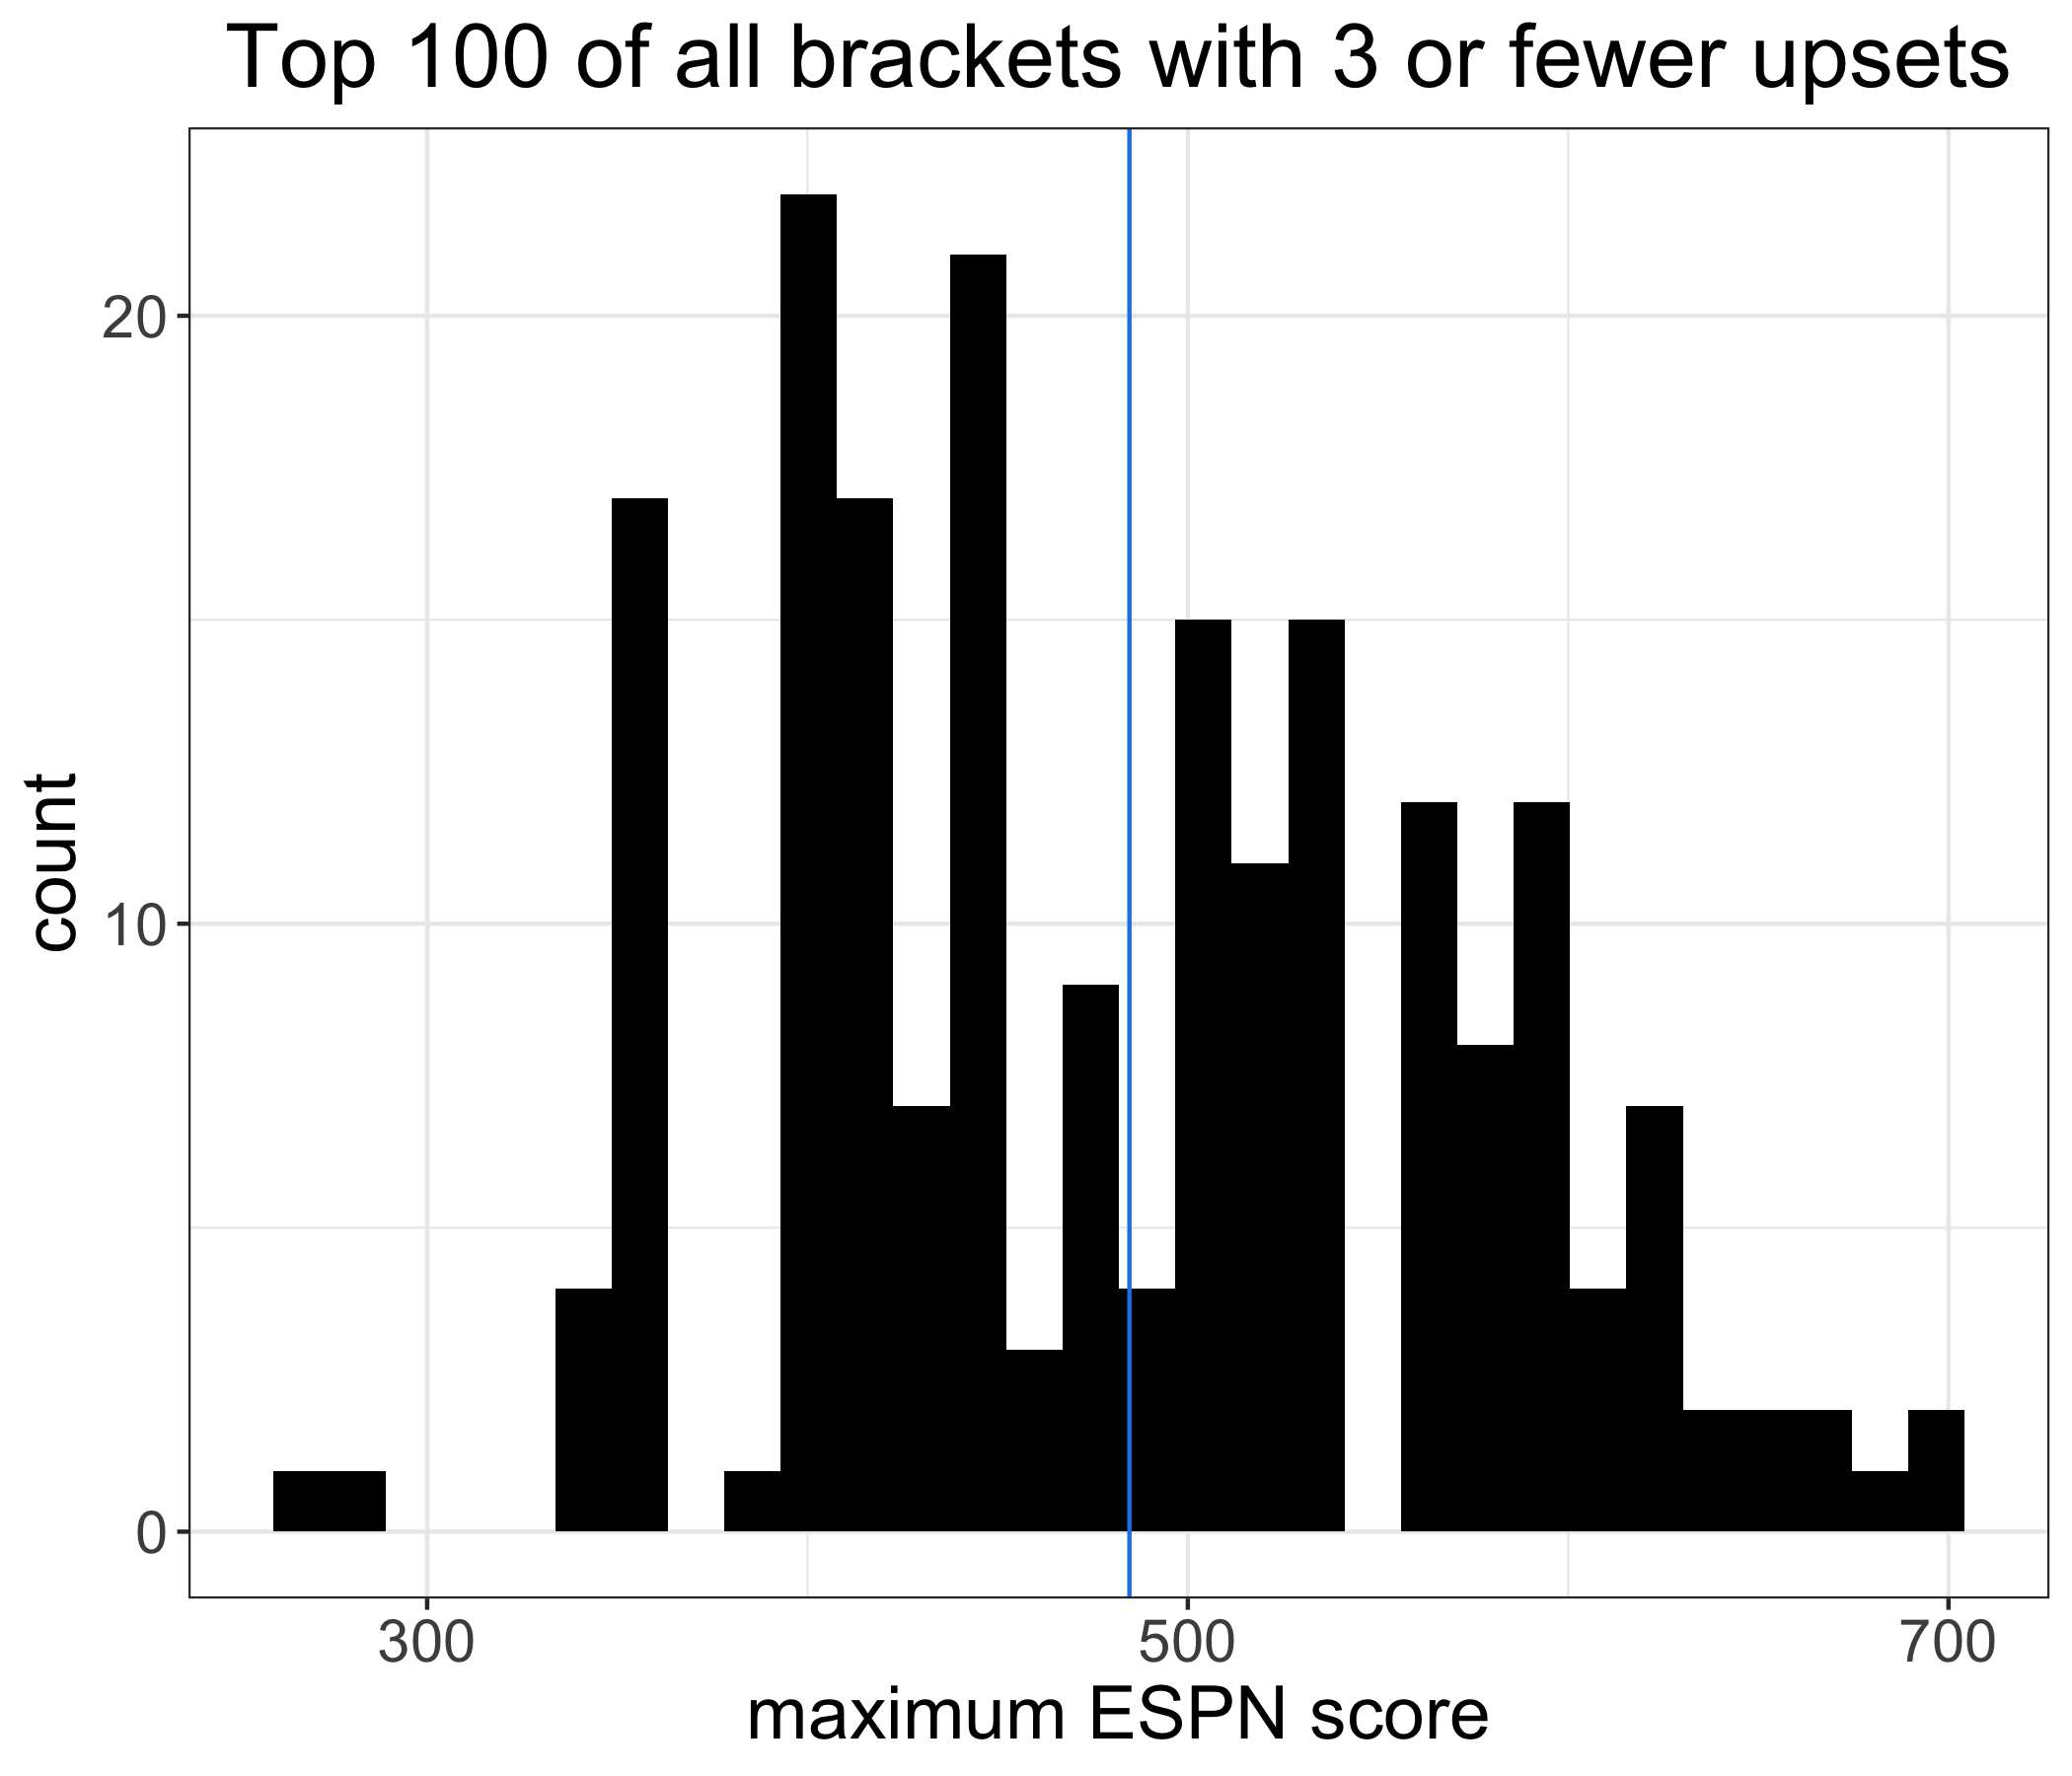 Top 100 of all brackets with 3 or fewer upsets
count
20
10
0
300 500 700
maximum ESPN score